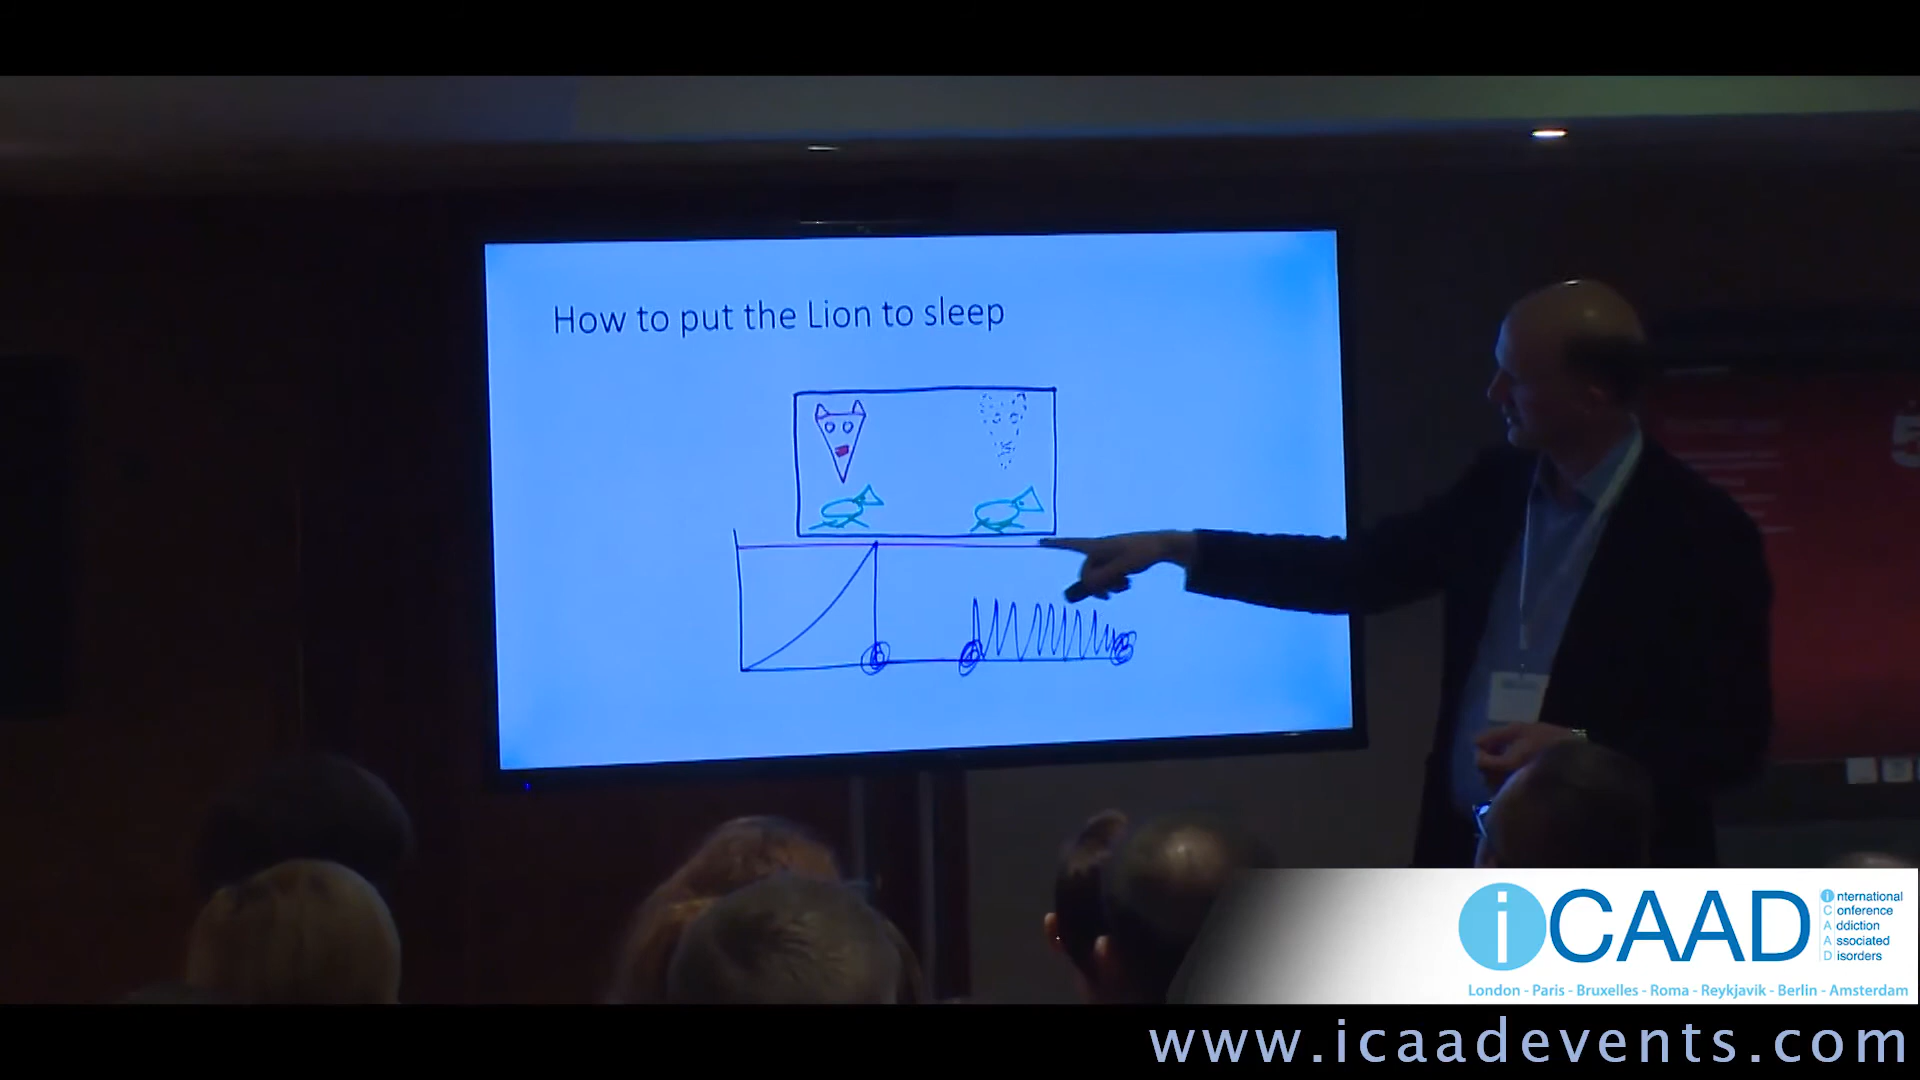 How to put the Lion to sleep
5
iCAAD
international
Conference
Addiction
Associated
Disorders
London - Paris - Bruxelles - Roma - Reykjavik - Berlin - Amsterdam
www.icaadevents.com